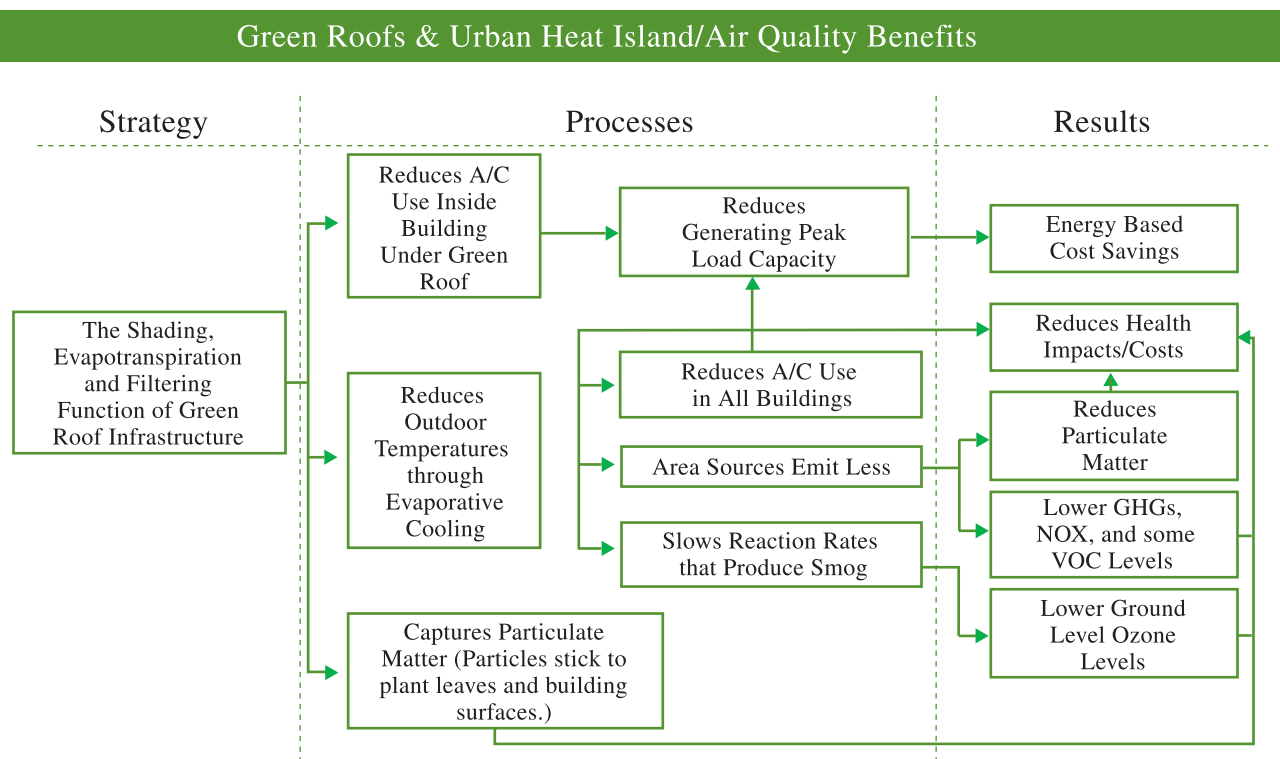 Green Roofs & Urban Heat Island/Air Quality Benefits
Strategy
Processes
Results
The Shading,
Evapotranspiration
and Filtering
Function of Green
Roof Infrastructure
Reduces A/C
Use Inside
Building
Under Green
Roof
Reduces
Outdoor
Temperatures
through
Evaporative
Cooling
Captures Particulate
Matter (Particles stick to
plant leaves and building
surfaces.)
Reduces
Generating Peak
Load Capacity
Reduces A/C Use
in All Buildings
Area Sources Emit Less
Slows Reaction Rates
that Produce Smog
Energy Based
Cost Savings
Reduces Health
Impacts/Costs
Reduces
Particulate
Matter
Lower GHGs,
NOX, and some
VOC Levels
Lower Ground
Level Ozone
Levels